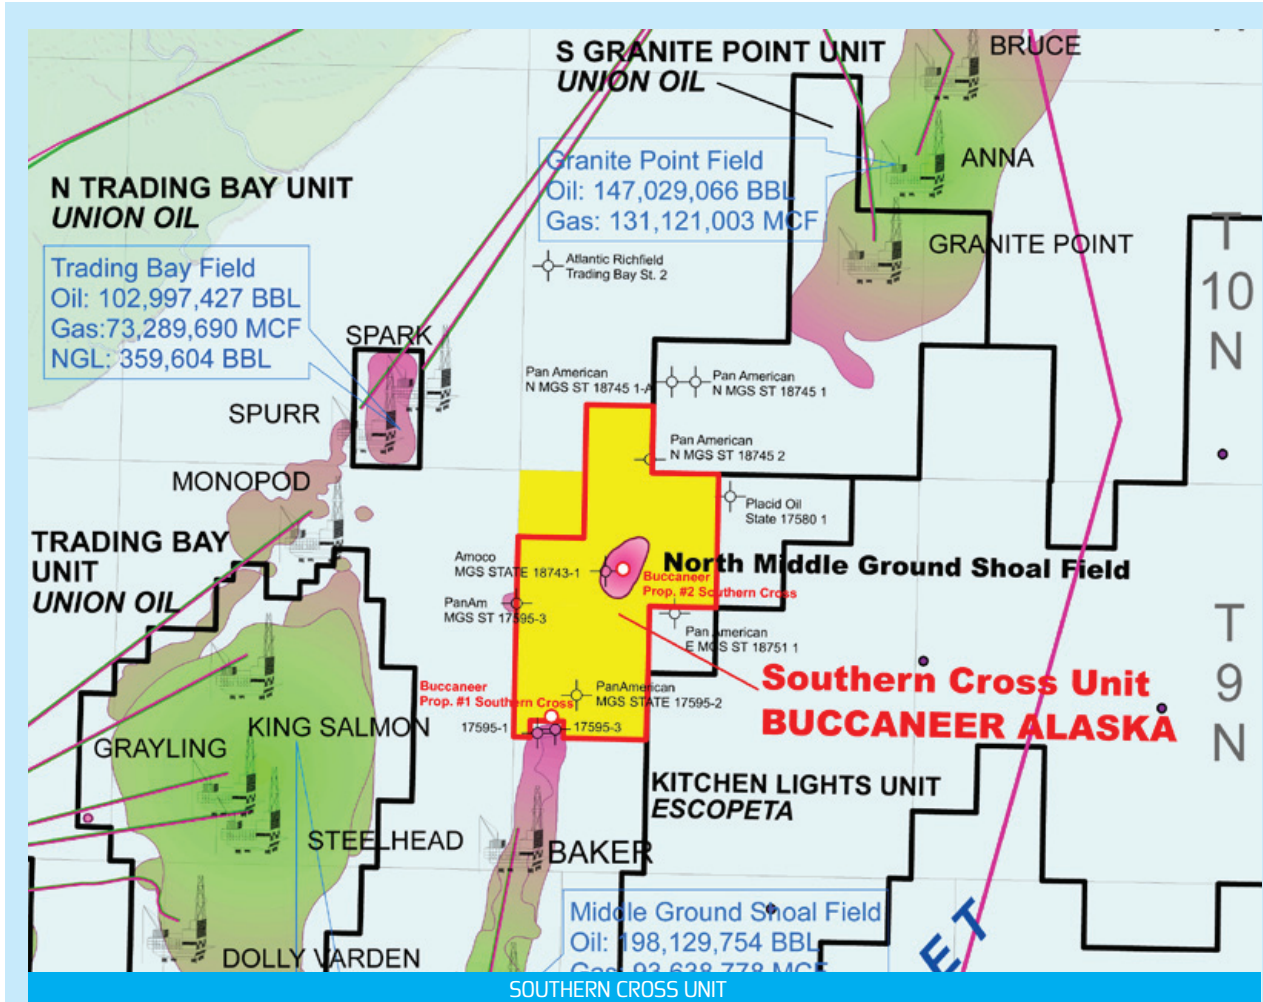 BRUCE
S GRANITE POINT UNIT
UNION OIL
ANNA
Granite Point Field
Oil: 147,029,066 BBL
Gas: 131,121,003 MCF
N TRADING BAY UNIT
UNION OIL
GRANITE POINT
T
10
N
Atlantic Richfield
Trading Bay St. 2
Trading Bay Field
Oil: 102,997,427 BBL
Gas:73,289,690 MCF
NGL: 359,604 BBL
SPARK
Pan American
N MGS ST 18745 1-A
Pan American
N MGS ST 18745 1
SPURR
Pan American
N MGS ST 18745 2
MONOPOD
Placid Oil
State 17580 1
TRADING BAY
UNIT
UNION OIL
Amoco
MGS STATE 18743-1
North Middle Ground Shoal Field
Buccaneer
Prop. #2 Southern Cross
PanAm
MGS ST 17595-3
Pan American
E MGS ST 18751 1
T
9
N
Southern Cross Unit
BUCCANEER ALASKA
Buccaneer
Prop. #1 Southern Cross
PanAmerican
MGS STATE 17595-2
17595-1
17595-3
KING SALMON
GRAYLING
KITCHEN LIGHTS UNIT
ESCOPETA
STEELHEAD
BAKER
Middle Ground Shoal Field
Oil: 198,129,754 BBL
Gas: 93,638,778 MCF
ET
DOLLY VARDEN
SOUTHERN CROSS UNIT